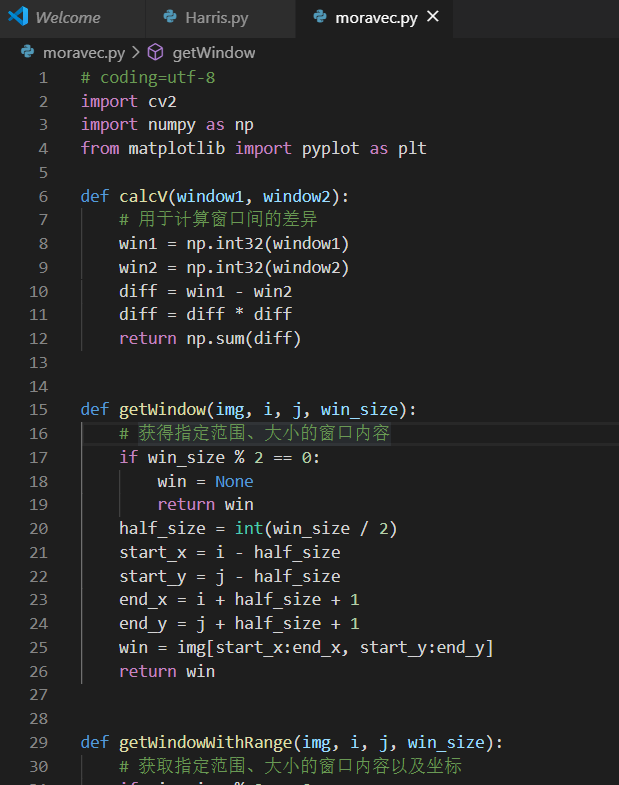 Welcome Harris.py moravec.py
moravec.py > getWindow
1 # coding=utf-8
2 import cv2
3 import numpy as np
4 from matplotlib import pyplot as plt
5
6 def calcV(window1, window2):
7 # 用于计算窗口间的差异
8 win1 = np.int32(window1)
9 win2 = np.int32(window2)
10 diff = win1 - win2
11 diff = diff * diff
12 return np.sum(diff)
13
14
15 def getWindow(img, i, j, win_size):
16 # 获得指定范围、大小的窗口内容
17 if win_size % 2 == 0:
18 win = None
19 return win
20 half_size = int(win_size / 2)
21 start_x = i - half_size
22 start_y = j - half_size
23 end_x = i + half_size + 1
24 end_y = j + half_size + 1
25 win = img[start_x:end_x, start_y:end_y]
26 return win
27
28
29 def getWindowWithRange(img, i, j, win_size):
30 # 获取指定范围、大小的窗口内容以及坐标